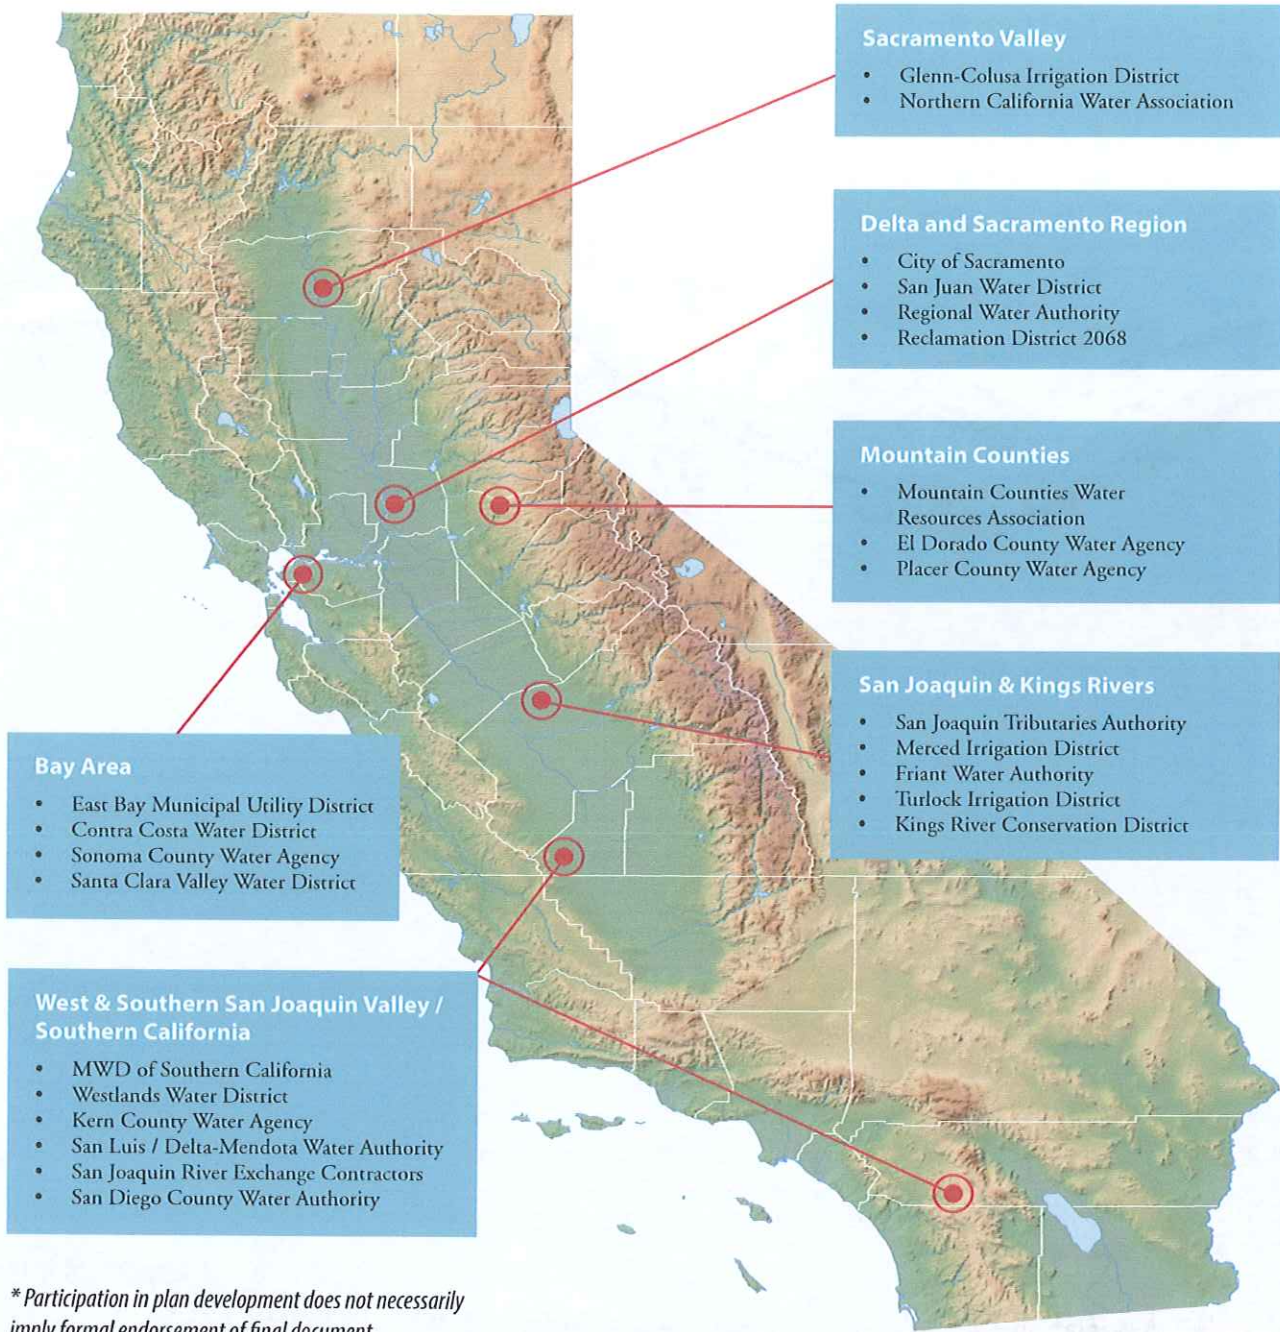 Sacramento Valley
• Glenn-Colusa Irrigation District
• Northern California Water Association
Delta and Sacramento Region
• City of Sacramento
• San Juan Water District
• Regional Water Authority
• Reclamation District 2068
Mountain Counties
• Mountain Counties Water
Resources Association
• El Dorado County Water Agency
• Placer County Water Agency
San Joaquin & Kings Rivers
• San Joaquin Tributaries Authority
• Merced Irrigation District
• Friant Water Authority
• Turlock Irrigation District
• Kings River Conservation District
Bay Area
• East Bay Municipal Utility District
• Contra Costa Water District
• Sonoma County Water Agency
• Santa Clara Valley Water District
West & Southern San Joaquin Valley /
Southern California
• MWD of Southern California
• Westlands Water District
• Kern County Water Agency
• San Luis / Delta-Mendota Water Authority
• San Joaquin River Exchange Contractors
• San Diego County Water Authority
* Participation in plan development does not necessarily
imply formal endorsement of final document